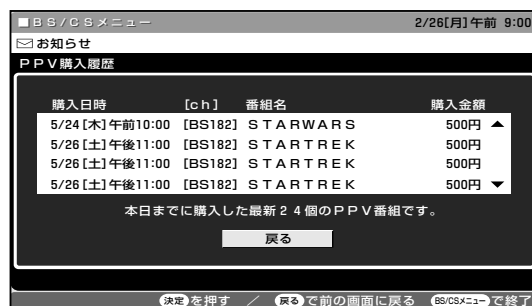 ■BS/CSメニュー 2/26[月]午前 9:00
お知らせ
PPV購入履歴
購入日時 [ch] 番組名 購入金額
5/24[木]午前10:00 [BS182] STARWARS 500円 ▲
5/26[土]午後11:00 [BS182] STARTREK 500円
5/26[土]午後11:00 [BS182] STARTREK 500円
5/26[土]午後11:00 [BS182] STARTREK 500円 ▼
本日までに購入した最新24個のPPV番組です。
戻る
決定を押す / 戻るで前の画面に戻る BS/CSメニューで終了